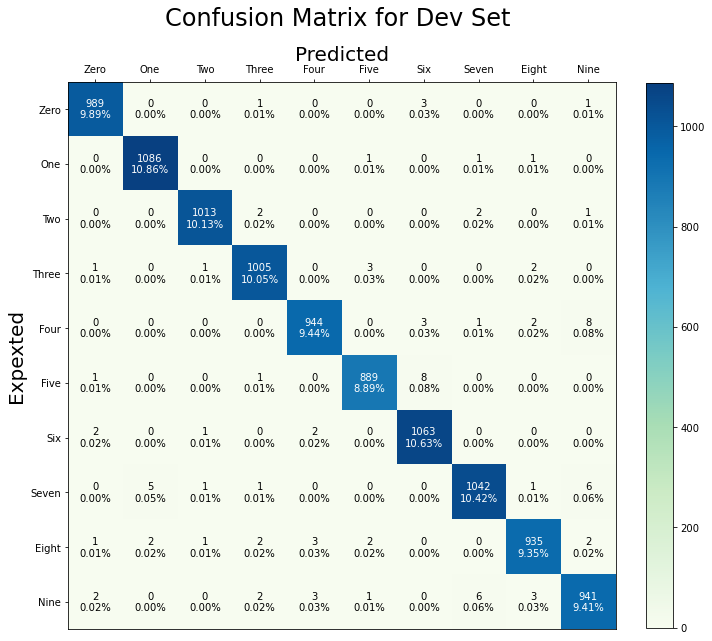 Confusion Matrix for Dev Set
Predicted
Zero One Two Three Four Five Six Seven Eight Nine
Zero 989 0 0 1 0 0 3 0 0 1
9.89% 0.00% 0.00% 0.01% 0.00% 0.00% 0.03% 0.00% 0.00% 0.01%
One 0 1086 0 0 0 1 0 1 1 0
0.00% 10.86% 0.00% 0.00% 0.00% 0.01% 0.00% 0.01% 0.01% 0.00%
Two 0 0 1013 2 0 0 0 2 0 1
0.00% 0.00% 10.13% 0.02% 0.00% 0.00% 0.00% 0.02% 0.00% 0.01%
Three 1 0 1 1005 0 3 0 0 2 0
0.01% 0.00% 0.01% 10.05% 0.00% 0.03% 0.00% 0.00% 0.02% 0.00%
Four 0 0 0 0 944 0 3 1 2 8
0.00% 0.00% 0.00% 0.00% 9.44% 0.00% 0.03% 0.01% 0.02% 0.08%
Five 1 0 0 1 0 889 8 0 0 0
0.01% 0.00% 0.00% 0.01% 0.00% 8.89% 0.08% 0.00% 0.00% 0.00%
Six 2 0 1 0 2 0 1063 0 0 0
0.02% 0.00% 0.01% 0.00% 0.02% 0.00% 10.63% 0.00% 0.00% 0.00%
Seven 0 5 1 1 0 0 0 1042 1 6
0.00% 0.05% 0.01% 0.01% 0.00% 0.00% 0.00% 10.42% 0.01% 0.06%
Eight 1 2 1 2 3 2 0 0 935 2
0.01% 0.02% 0.01% 0.02% 0.03% 0.02% 0.00% 0.00% 9.35% 0.02%
Nine 2 0 0 2 3 1 0 6 3 941
0.02% 0.00% 0.00% 0.02% 0.03% 0.01% 0.00% 0.06% 0.03% 9.41%
Expexted
1000
800
600
400
200
0